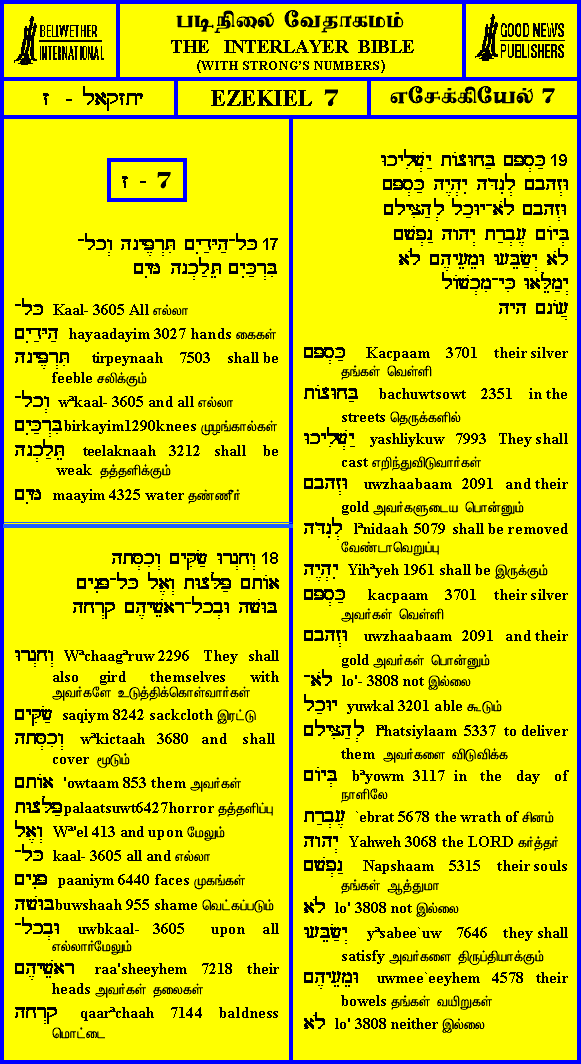 BELLWETHER
INTERNATIONAL
படிநிலை வேதாகமம்
THE INTERLAYER BIBLE
(WITH STRONG'S NUMBERS)
GOOD NEWS
PUBLISHERS
יחזקאל - ז
EZEKIEL 7
எசேக்கியேல் 7
ז - 7
17 כָּל־הַיָּדַיִם תִּרְפֶּינָה וְכָל־
בִּרְכַּיִם תֵּלַכְנָה מָּיִם
כָּל־ Kaal- 3605 All எல்லா
הַיָּדַיִם hayaadayim 3027 hands கைகள்
תִּרְפֶּינָה tirpeynaah 7503 shall be
feeble சலிக்கும்
וְכָל־ wªkaal- 3605 and all எல்லா
בִּרְכַּיִם birkayim1290knees முழங்கால்கள்
תֵּלַכְנָה teelaknaah 3212 shall be
weak தத்தளிக்கும்
מָּיִם maayim 4325 water தண்ணீர்
18 וְחָגְרוּ שַׂקִּים וְכִסְּתָה
אוֹתָם פַּלָּצוּת וְאֶל כָּל־פָּנִים
בּוּשָׁה וּבְכָל־רָאשֵׁיהֶם קָרְחָה
וְחָגְרוּ Wªchaagªruw 2296 They shall
also gird themselves with
அவர்களே உடுத்திக்கொள்வார்கள்
שַׂקִּים saqiym 8242 sackcloth இரட்டு
וְכִסְּתָה wªkictaah 3680 and shall
cover மூடும்
אוֹתָם 'owtaam 853 them அவர்கள்
פַּלָּצוּת palaatsuwt6427horror தத்தளிப்பு
וְאֶל Wª'el 413 and upon மேலும்
כָּל־ kaal- 3605 all and எல்லா
פָּנִים paaniym 6440 faces முகங்கள்
בּוּשָׁה buwshaah 955 shame வெட்கப்படும்
וּבְכָל־ uwbkaal- 3605 upon all
எல்லார்மேலும்
רָאשֵׁיהֶם raa'sheeyhem 7218 their
heads அவர்கள் தலைகள்
קָרְחָה qaarªchaah 7144 baldness
மொட்டை
19 כַּסְפָּם בַּחוּצוֹת יַשְׁלִיכוּ
וּזְהָבָם לְנִדָּה יִהְיֶה כַּסְפָּם
וּזְהָבָם לֹא־יוּכַל לְהַצִּילָם
בְּיוֹם עֶבְרַת יְהוָה נַפְשָׁם
לֹא יְשַׂבֵּעוּ וּמֵעֵיהֶם לֹא
יְמַלֵּאוּ כִּי־מִכְשׁוֹל
עֲוֹנָם הָיָה
כַּסְפָּם Kacpaam 3701 their silver
தங்கள் வெள்ளி
בַּחוּצוֹת bachuwtsowt 2351 in the
streets தெருக்களில்
יַשְׁלִיכוּ yashliykuw 7993 They shall
cast எறிந்துவிடுவார்கள்
וּזְהָבָם uwzhaabaam 2091 and their
gold அவர்களுடைய பொன்னும்
לְנִדָּה lªnidaah 5079 shall be removed
வேண்டாவெறுப்பு
יִהְיֶה Yihªyeh 1961 shall be இருக்கும்
כַּסְפָּם kacpaam 3701 their silver
அவர்கள் வெள்ளி
וּזְהָבָם uwzhaabaam 2091 and their
gold அவர்கள் பொன்னும்
לֹא־ lo'- 3808 not இல்லை
יוּכַל yuwkal 3201 able கூடும்
לְהַצִּילָם lªhatsiylaam 5337 to deliver
them அவர்களை விடுவிக்க
בְּיוֹם bªyowm 3117 in the day of
நாளிலே
עֶבְרַת `ebrat 5678 the wrath of சினம்
יְהוָה Yahweh 3068 the LORD கர்த்தர்
נַפְשָׁם Napshaam 5315 their souls
தங்கள் ஆத்துமா
לֹא lo' 3808 not இல்லை
יְשַׂבֵּעוּ yªsabee`uw 7646 they shall
satisfy அவர்களை திருப்தியாக்கும்
וּמֵעֵיהֶם uwmee`eeyhem 4578 their
bowels தங்கள் வயிறுகள்
לֹא lo' 3808 neither இல்லை